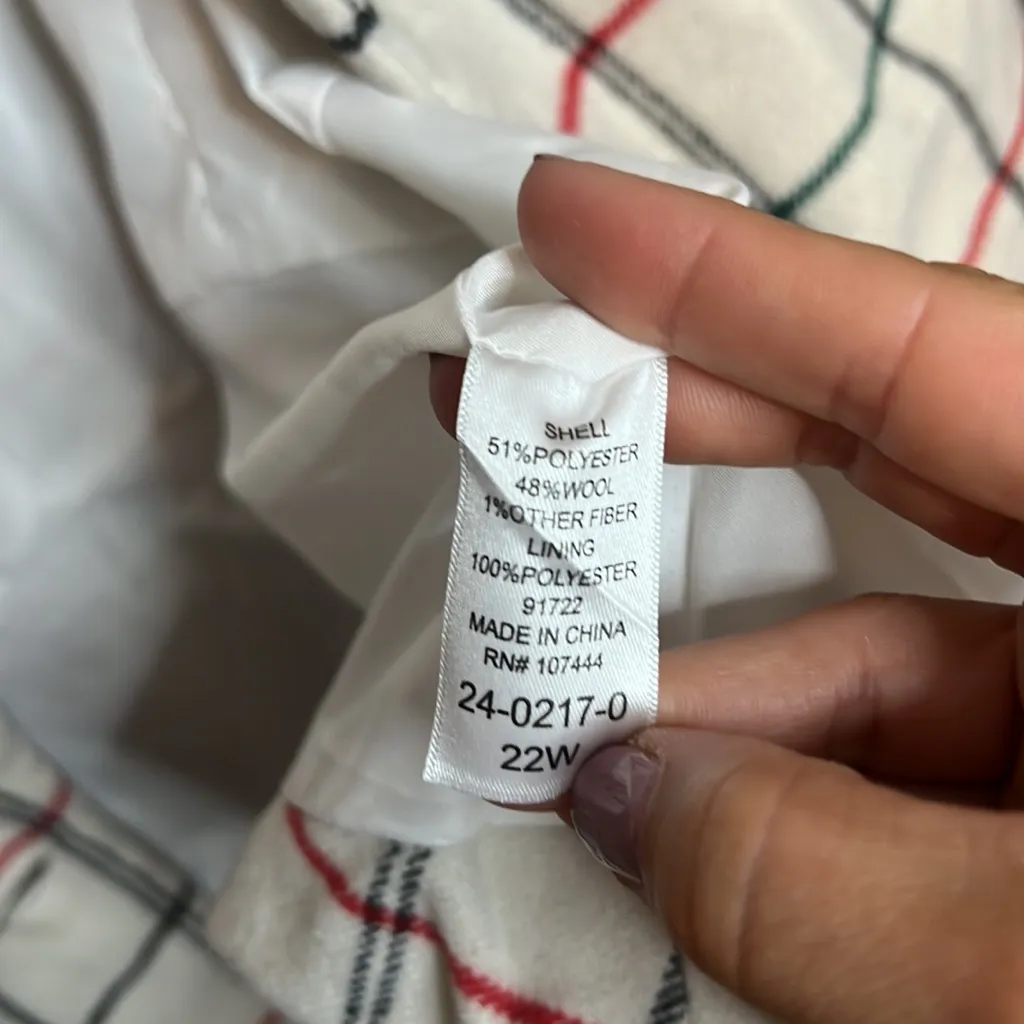 SHELL
51%POLYESTER
48%WOOL
1%OTHER FIBER
LINING
100%POLYESTER
91722
MADE IN CHINA
RN# 107444
24-0217-0
22W